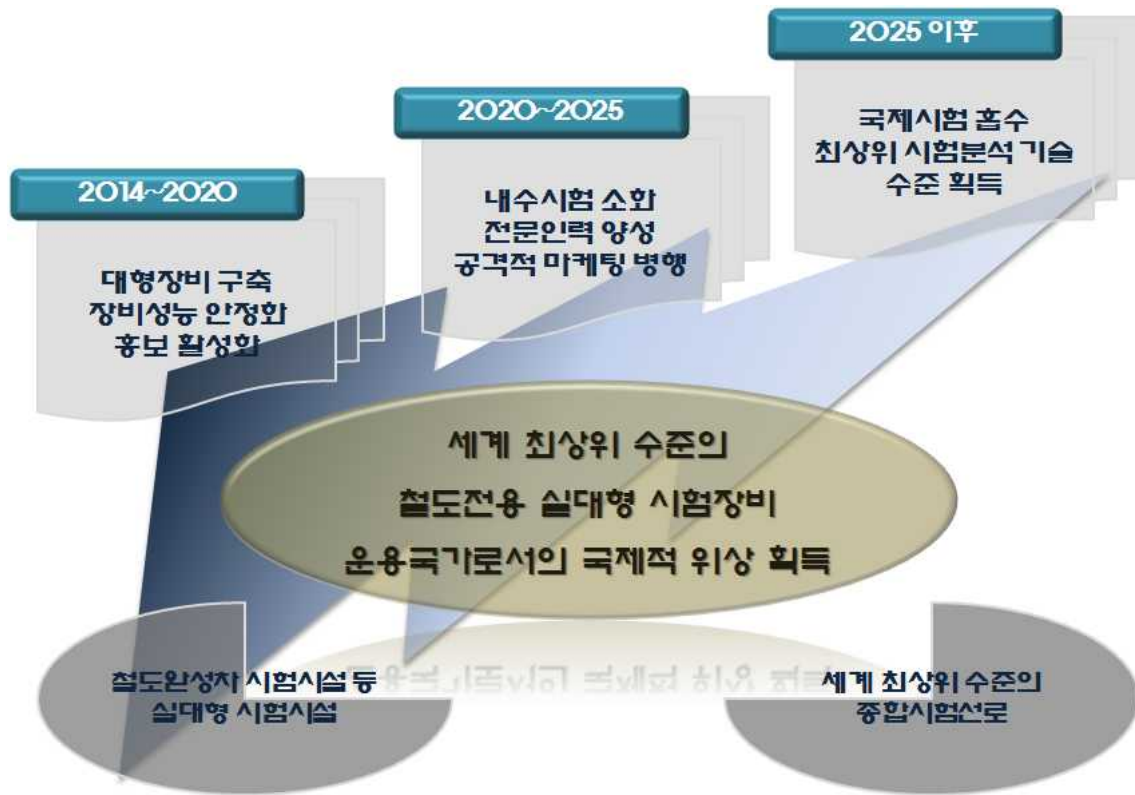 2014~2020
대형장비 구축
장비성능 안정화
홍보 활성화
2020~2025
내수시험 소화
전문인력 양성
공격적 마케팅 병행
2025 이후
국제시험 흡수
최상위 시험분석 기술
수준 획득
세계 최상위 수준의
철도전용 실대형 시험장비
운용국가로서의 국제적 위상 획득
철도완성차 시험시설 등
실대형 시험시설
세계 최상위 수준의
종합시험선로